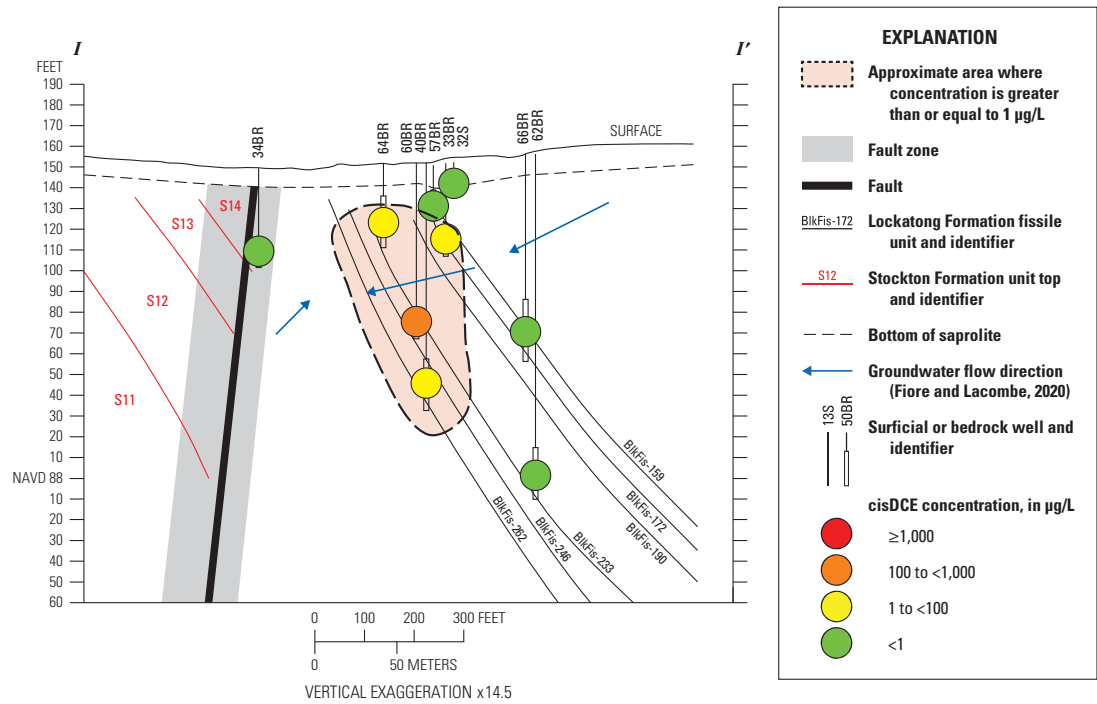 I
I′
FEET
190
180
170
160
150
140
130
120
110
100
90
80
70
60
50
40
30
20
10
NAVD 88
10
20
30
40
50
60
34BR
64BR
60BR
40BR
57BR
33BR
32S
66BR
62BR
SURFACE
S14
S13
S12
S11
BlkFis-159
BlkFis-172
BlkFis-190
BlkFis-233
BlkFis-246
BlkFis-262
0 100 200 300 FEET
0 50 METERS
VERTICAL EXAGGERATION x14.5
EXPLANATION
Approximate area where
concentration is greater
than or equal to 1 µg/L
Fault zone
Fault
BlkFis-172 Lockatong Formation fissile
unit and identifier
S12 Stockton Formation unit top
and identifier
Bottom of saprolite
Groundwater flow direction
(Fiore and Lacombe, 2020)
13S
50BR
Surficial or bedrock well and
identifier
cisDCE concentration, in µg/L
≥1,000
100 to <1,000
1 to <100
<1